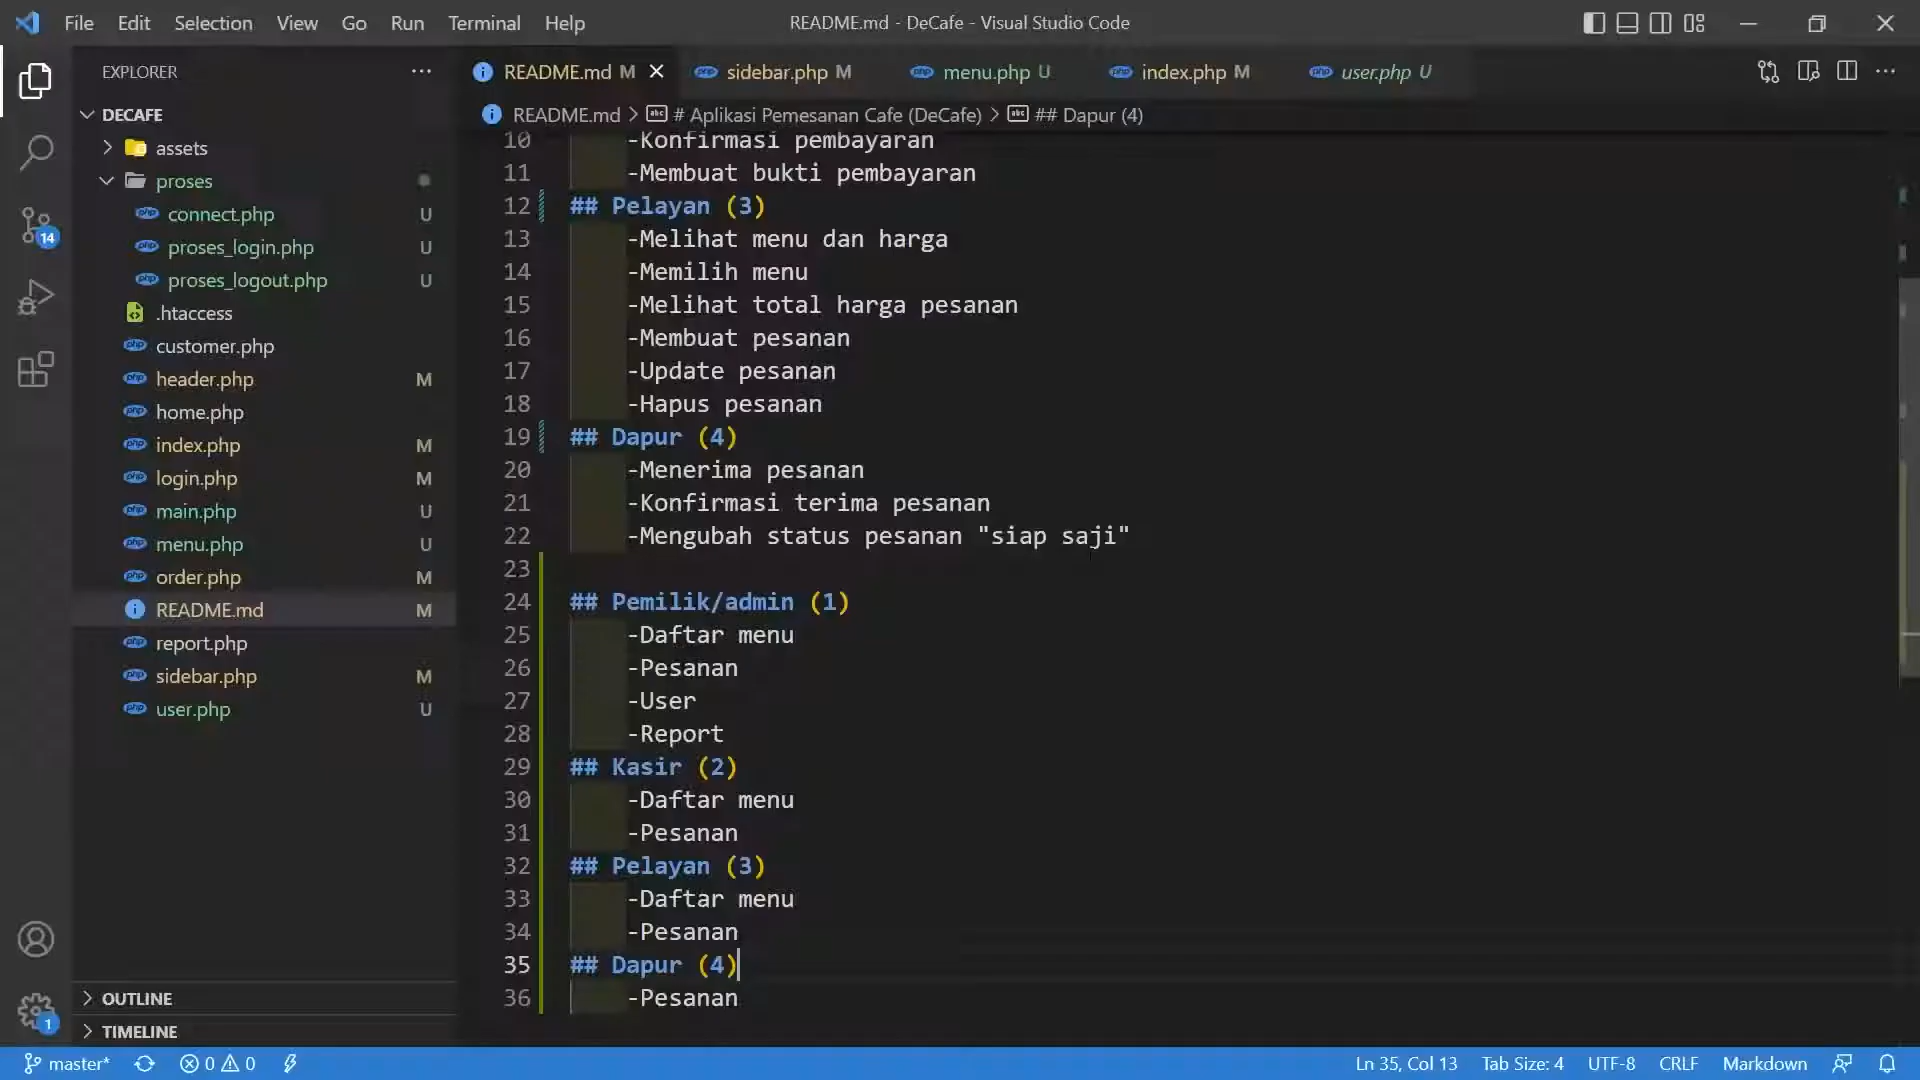 File Edit Selection View Go Run Terminal Help
README.md - DeCafe - Visual Studio Code
EXPLORER
README.md M
sidebar.php M
menu.php U
index.php M
user.php U
README.md > # Aplikasi Pemesanan Cafe (DeCafe) > ## Dapur (4)
DECAFE
assets
proses
connect.php U
proses_login.php U
proses_logout.php U
.htaccess
customer.php
header.php M
home.php
index.php M
login.php M
main.php U
menu.php U
order.php M
README.md M
report.php
sidebar.php M
user.php U
OUTLINE
TIMELINE
14
1
10 -Konfirmasi pembayaran
11 -Membuat bukti pembayaran
12 ## Pelayan (3)
13 -Melihat menu dan harga
14 -Memilih menu
15 -Melihat total harga pesanan
16 -Membuat pesanan
17 -Update pesanan
18 -Hapus pesanan
19 ## Dapur (4)
20 -Menerima pesanan
21 -Konfirmasi terima pesanan
22 -Mengubah status pesanan "siap saji"
23
24 ## Pemilik/admin (1)
25 -Daftar menu
26 -Pesanan
27 -User
28 -Report
29 ## Kasir (2)
30 -Daftar menu
31 -Pesanan
32 ## Pelayan (3)
33 -Daftar menu
34 -Pesanan
35 ## Dapur (4)
36 -Pesanan
master* 0 0
Ln 35, Col 13 Tab Size: 4 UTF-8 CRLF Markdown